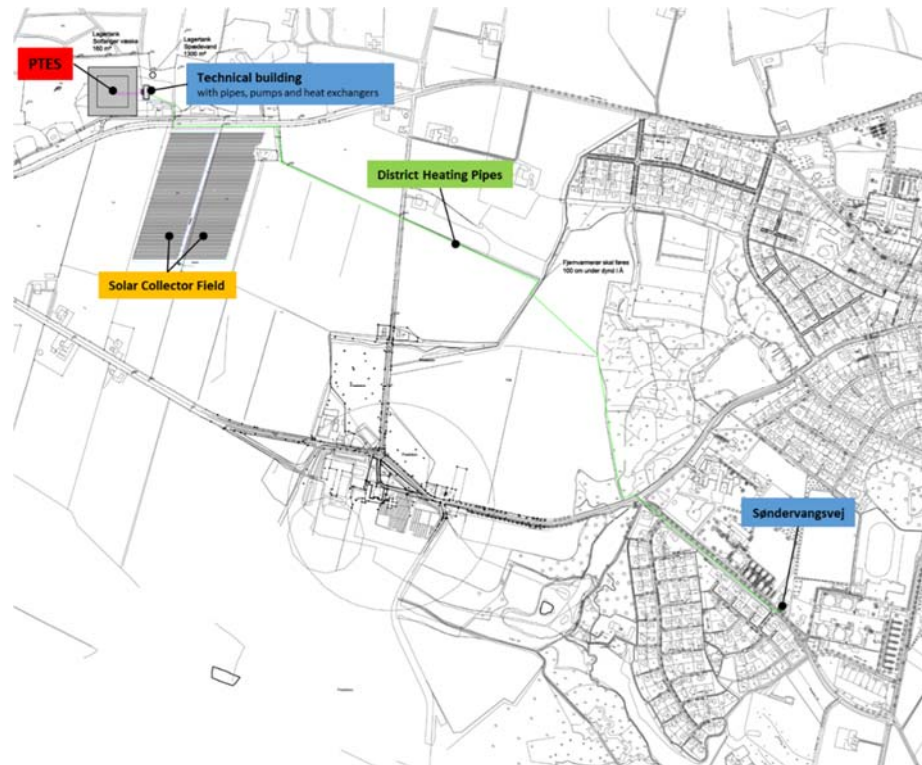 Lagertank
Solfanger væske
160 m³
Lagertank
Spædevand
1300 m³
PTES
Technical building
with pipes, pumps and heat exchangers
District Heating Pipes
Fjernvarmerør skal føres
100 cm under dynd i Å
Solar Collector Field
Søndervangsvej